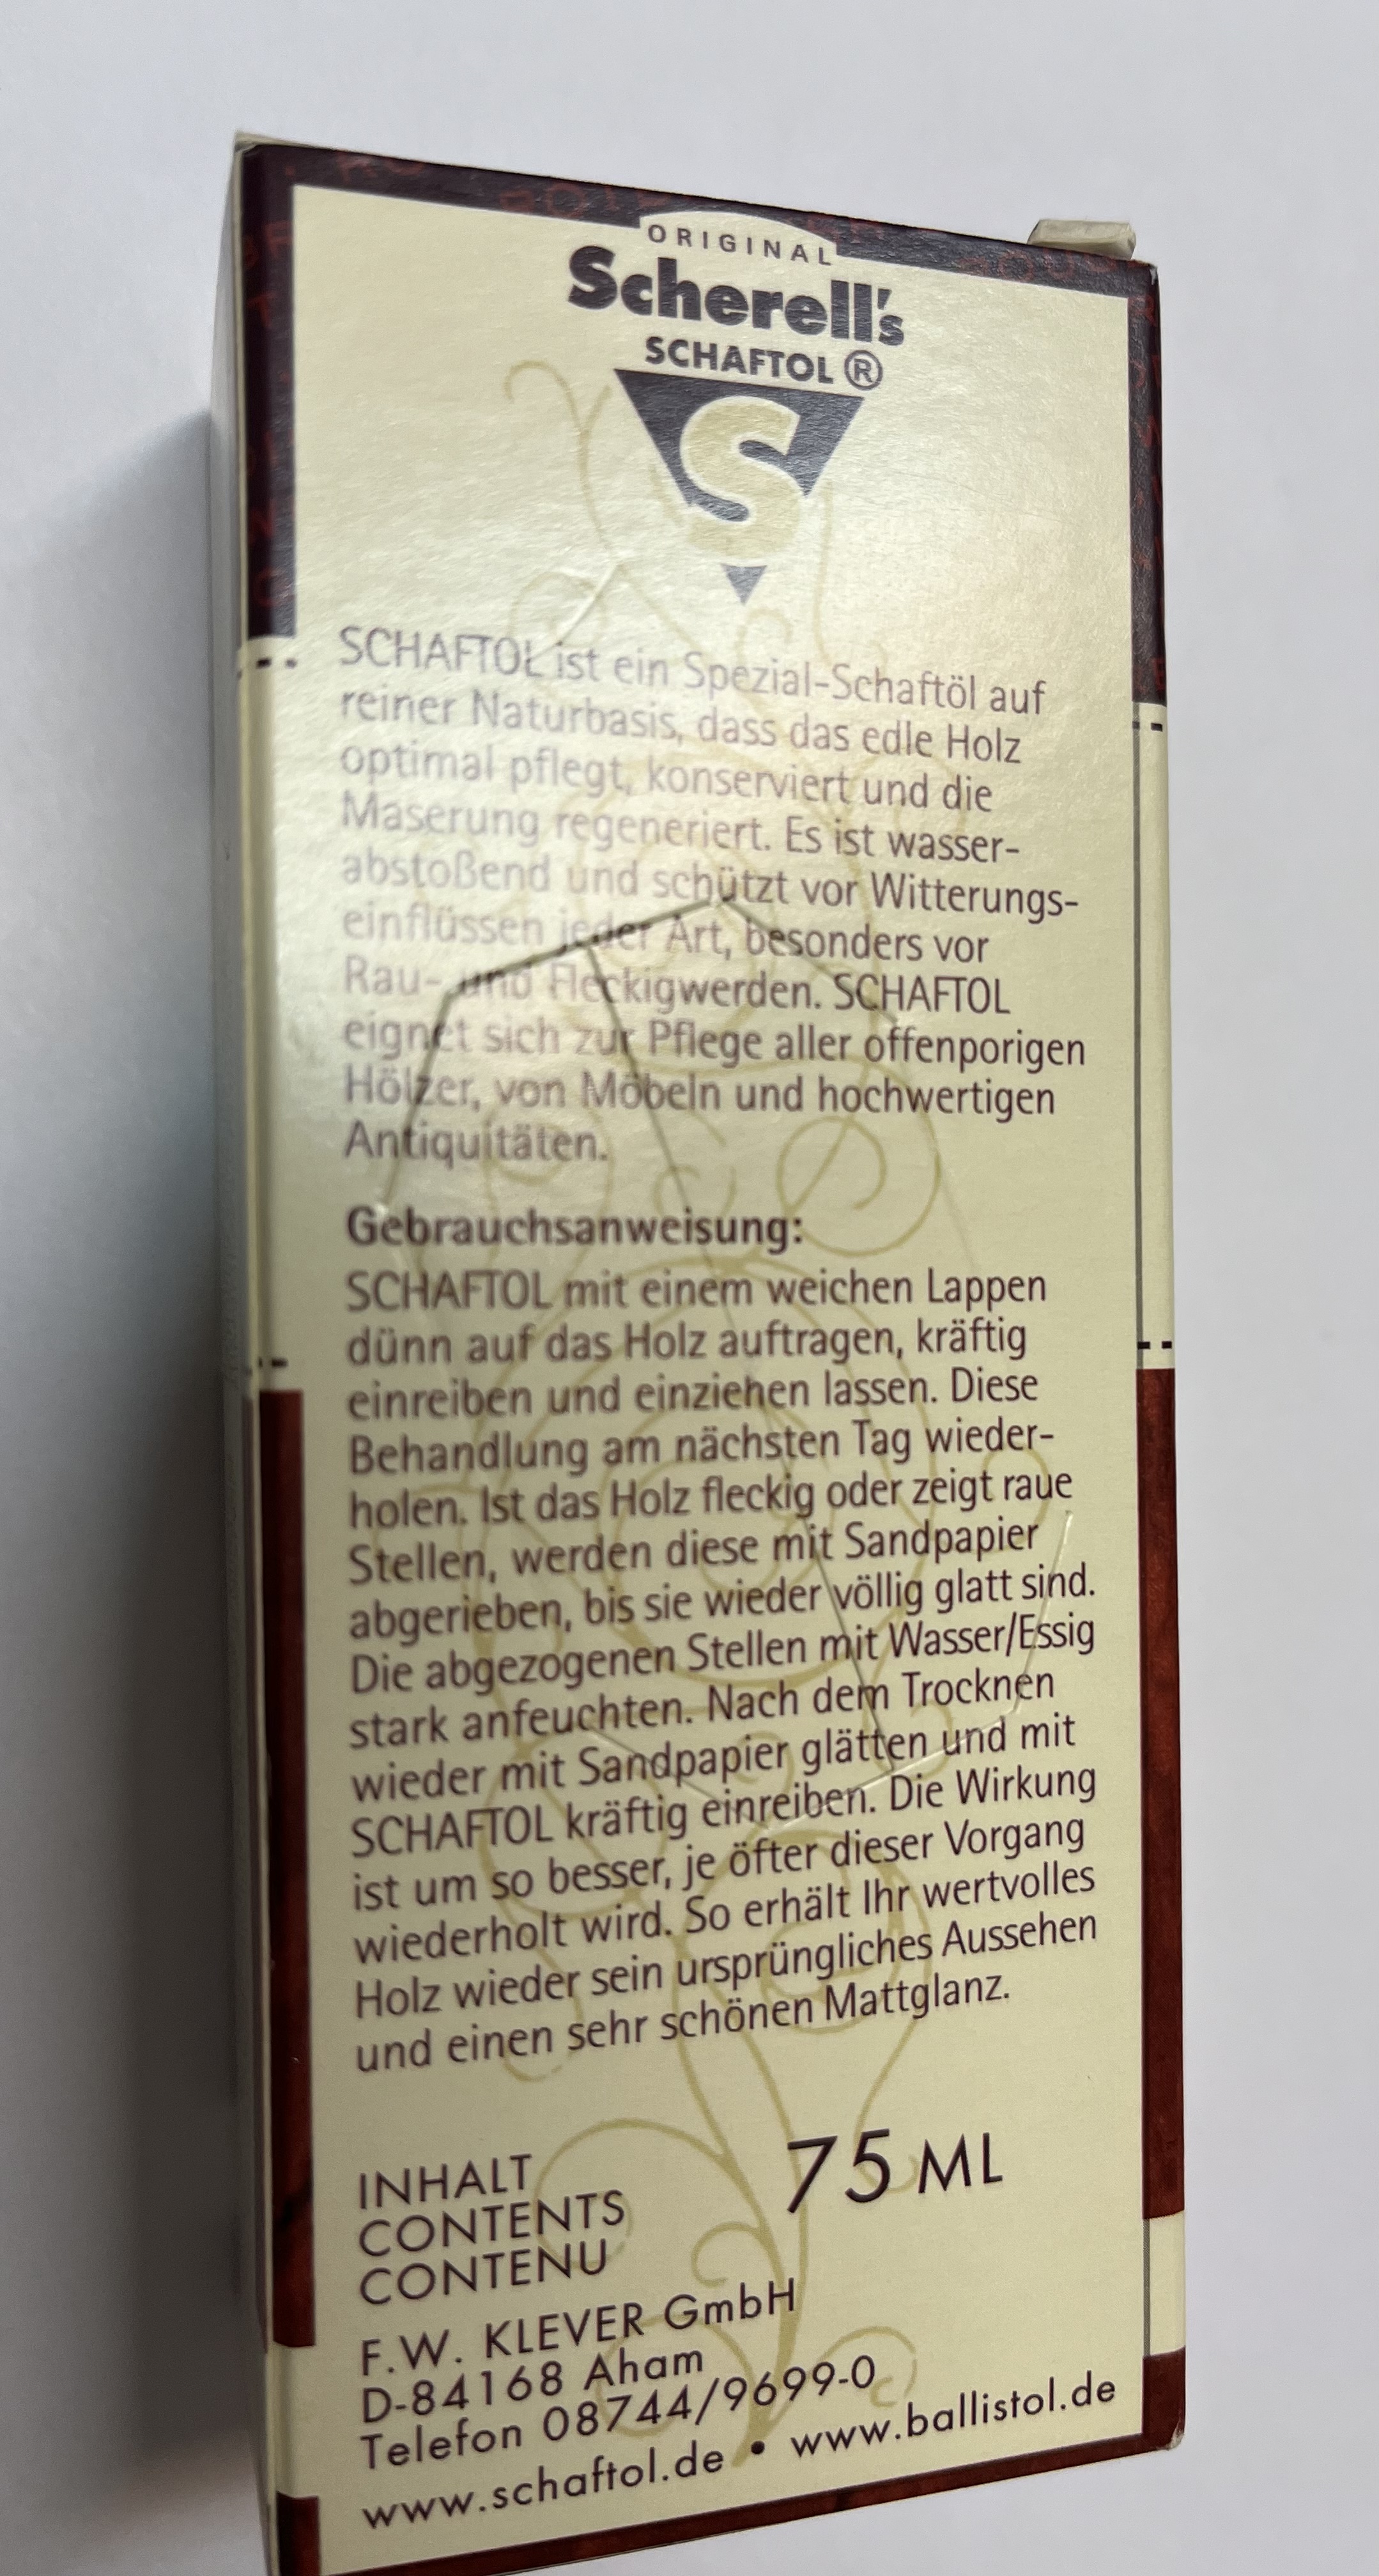 ORIGINAL
Scherell's
SCHAFTOL ®
S
SCHAFTOL ist ein Spezial-Schaftöl auf
reiner Naturbasis, dass das edle Holz
optimal pflegt, konserviert und die
Maserung regeneriert. Es ist wasser-
abstoßend und schützt vor Witterungs-
einflüssen jeder Art, besonders vor
Rau- und Fleckigwerden. SCHAFTOL
eignet sich zur Pflege aller offenporigen
Hölzer, von Möbeln und hochwertigen
Antiquitäten.
Gebrauchsanweisung:
SCHAFTOL mit einem weichen Lappen
dünn auf das Holz auftragen, kräftig
einreiben und einziehen lassen. Diese
Behandlung am nächsten Tag wieder-
holen. Ist das Holz fleckig oder zeigt raue
Stellen, werden diese mit Sandpapier
abgerieben, bis sie wieder völlig glatt sind.
Die abgezogenen Stellen mit Wasser/Essig
stark anfeuchten. Nach dem Trocknen
wieder mit Sandpapier glätten und mit
SCHAFTOL kräftig einreiben. Die Wirkung
ist um so besser, je öfter dieser Vorgang
wiederholt wird. So erhält Ihr wertvolles
Holz wieder sein ursprüngliches Aussehen
und einen sehr schönen Mattglanz.
INHALT
CONTENTS 75 ML
CONTENU
F.W. KLEVER GmbH
D-84168 Aham
Telefon 08744/9699-0
www.schaftol.de • www.ballistol.de